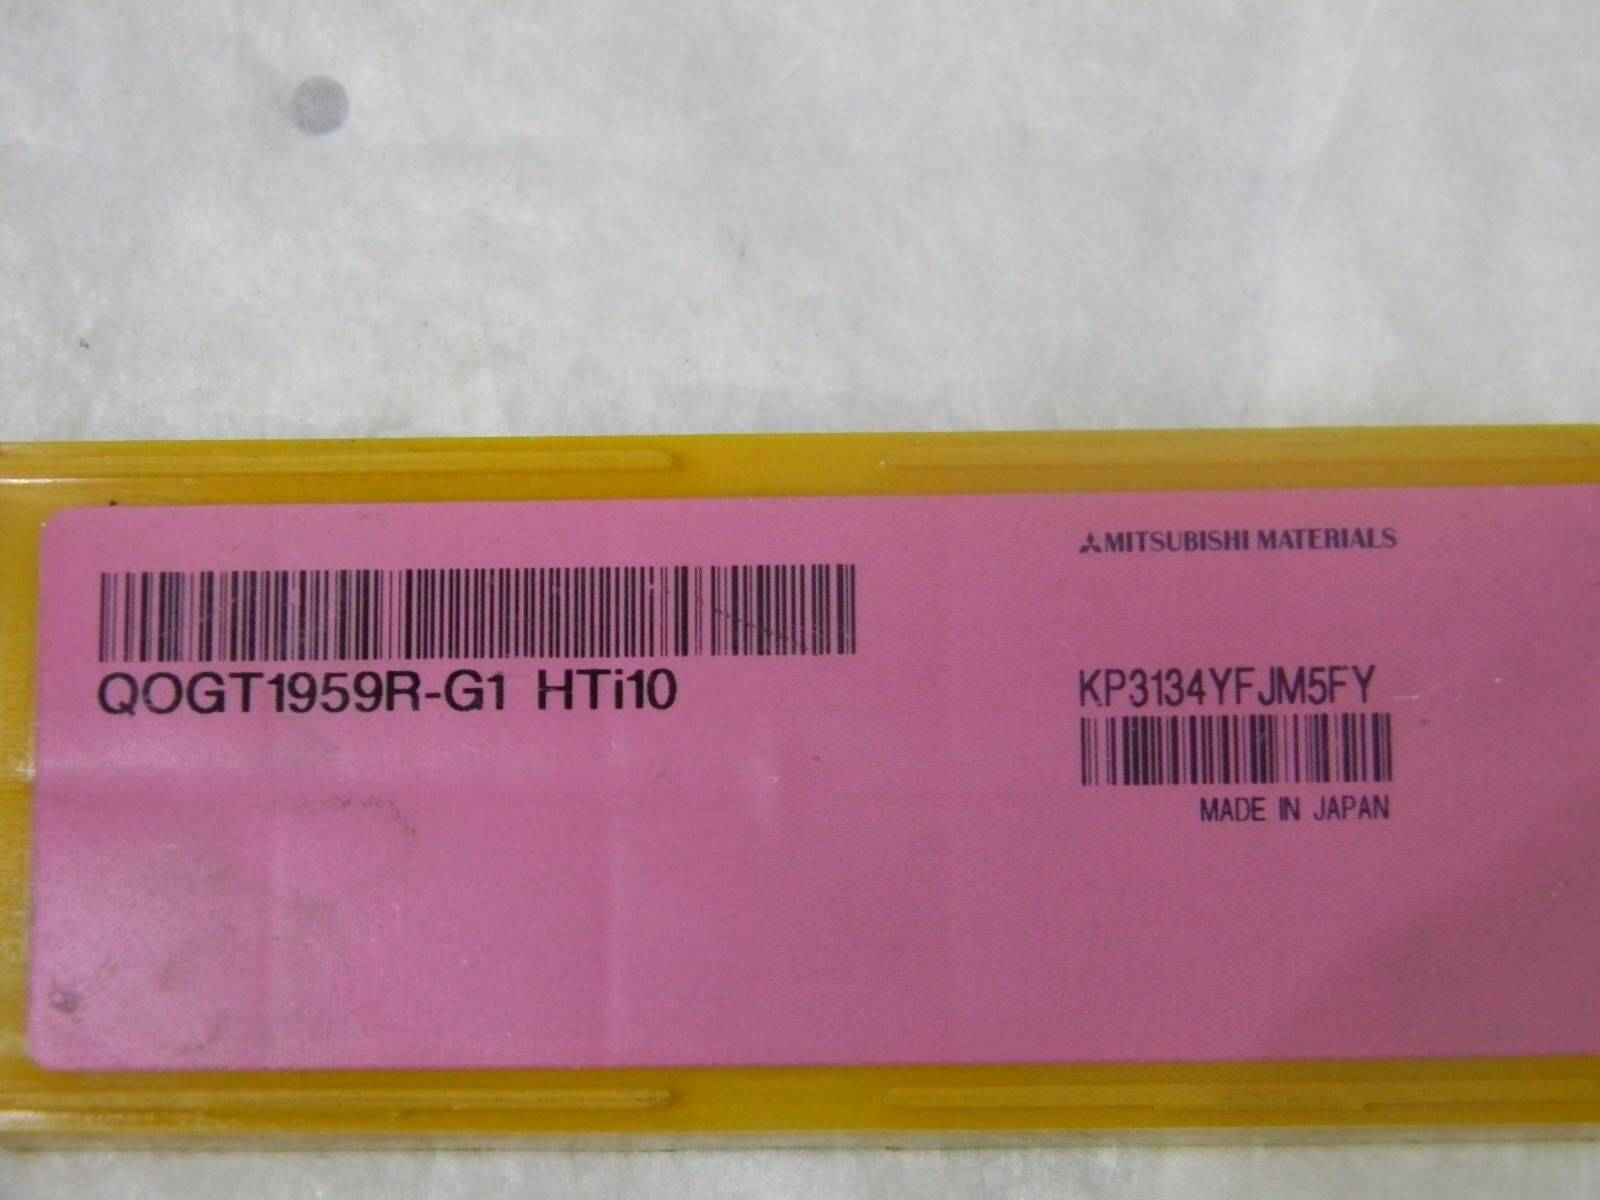 MITSUBISHI MATERIALS
QOGT1959R-G1 HTi10
KP3134YFJM5FY
MADE IN JAPAN